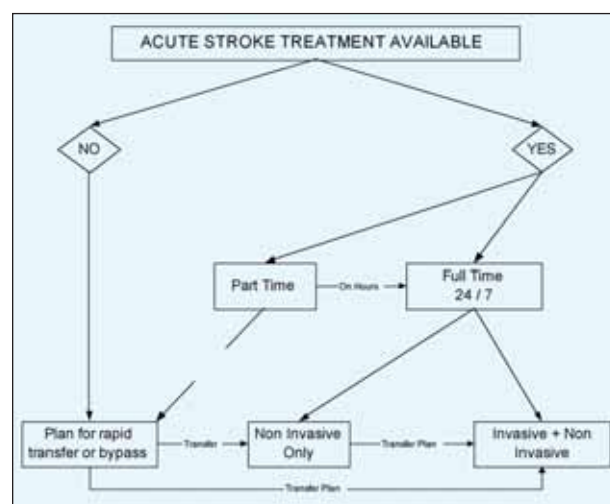 ACUTE STROKE TREATMENT AVAILABLE
NO
YES
Part Time
On Hours
Full Time
24 / 7
Plan for rapid
transfer or bypass
Transfer
Non Invasive
Only
Transfer Plan
Invasive + Non
Invasive
Transfer Plan